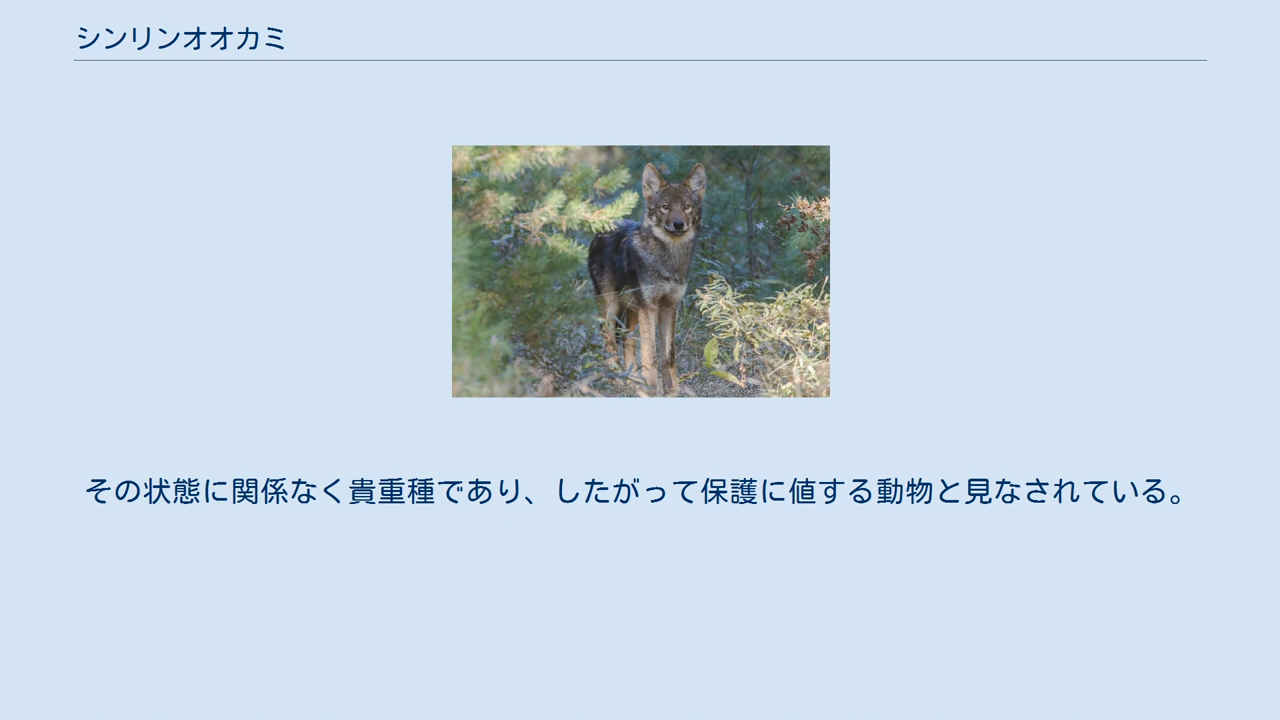 シンリンオオカミ
その状態に関係なく貴重種であり、したがって保護に値する動物と見なされている。